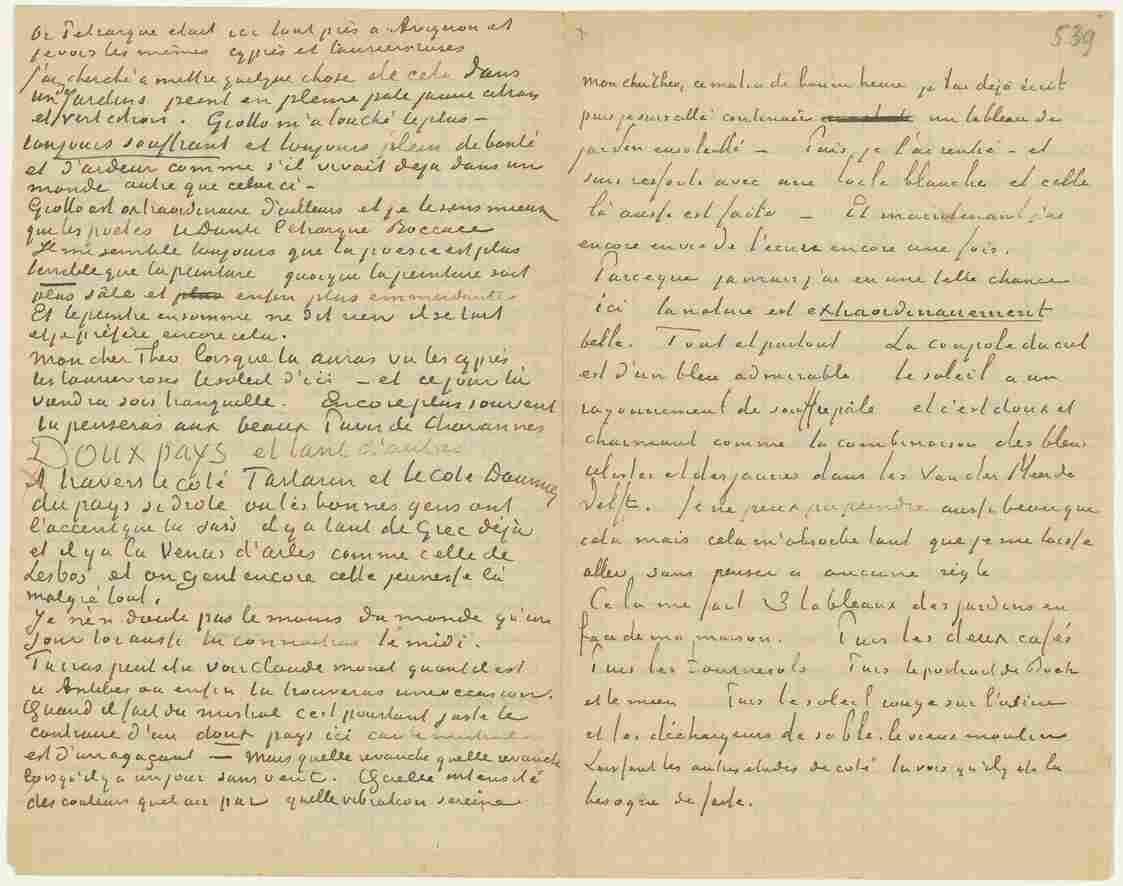 Or Petrarque etait ici tout près a Avignon et
je vois les mêmes cyprès et lauriers roses
J'ai cherché a mettre quelque chose de cela dans
un des jardins peint en pleine pate jaune citron
et vert citron. Giotto m'a touché le plus –
toujours souffrant et toujours plein de bonté
et d'ardeur comme s'il vivait déjà dans un
monde autre que celui ci –
Giotto est extraordinaire d'ailleurs et je le sens mieux
que les poètes le Dante Petrarque Boccace
Il me semble toujours que la poesie est plus
terrible que la peinture quoique la peinture soit
plus sâle et plus enfin plus emmerdante
Et le peintre en somme ne dit rien il se tait
et je préfère encore cela.
Mon cher Theo lorsque tu auras vu les cyprès
les lauriers roses le soleil d'ici – et ce jour là
viendra sois tranquille. Encore plus souvent
tu penseras aux beaux Puvis de Chavannes
Doux pays et tant d'autres
A travers le coté Tartarin et le coté Daumier
du pays si drole ou les bonnes gens ont
l'accent que tu sais il y a tant de Grec déjà
et il y a la Venus d'arles comme celle de
Lesbos et on sent encore cette jeunesse là
malgré tout.
Je n'en doute pas le moins du monde qu'un
jour toi aussi tu connaitras le midi.
Tu iras peut etre voir Claude monet quand il est
à Antibes ou enfin tu trouveras une occasion.
Quand il fait du mistral c'est pourtant juste le
contraire d'un doux pays ici car le mistral
est d'un agaçant – Mais quelle revanche quelle revanche
lorsqu'il y a un jour sans vent. Quelle intensité
des couleurs quel air pur quelle vibration sereine
539
mon cher Theo, ce matin de bonne heure je t'ai déjà écrit
puis je suis allé continuer un tableau de
jardin ensoleillé – Puis je l'ai rentré – et
suis ressorti avec une toile blanche et celle
là aussi est faite – Et maintenant j'ai
encore envie de t'écrire encore une fois.
Parceque jamais j'ai eu une telle chance
ici la nature est extraordinairement
belle. Tout et partout La coupole du ciel
est d'un bleu admirable le soleil a un
rayonnement de souffre pâle et c'est doux et
charmant comme la combinaison des bleus
celestes et des jaunes dans les Van der Meer de
Delft. Je ne peux pas peindre aussi beau que
cela mais cela m'absorbe tant que je me laisse
aller sans penser à aucune règle
Cela me fait 3 tableaux des jardins en
face de ma maison. Puis les deux cafés
Puis les tournesols Puis le portrait de Boch
et le mien Puis le soleil rouge sur l'usine
et les déchargeurs de sable. le vieux moulin
Laissant les autres etudes de coté tu vois qu'il y a de la
besogne de faite.